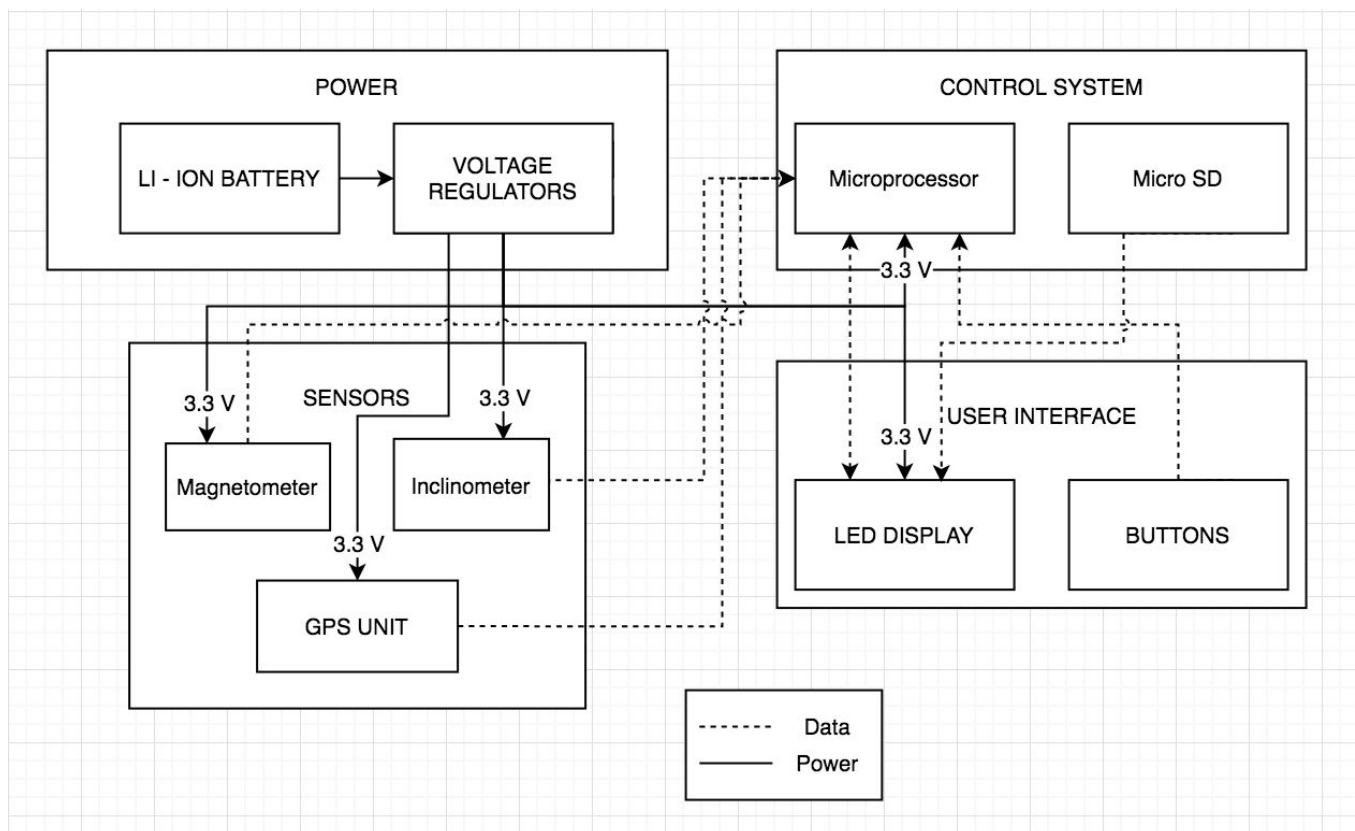 POWER
LI - ION BATTERY
VOLTAGE
REGULATORS
CONTROL SYSTEM
Microprocessor
Micro SD
3.3 V
SENSORS
3.3 V
3.3 V
Magnetometer
Inclinometer
3.3 V
GPS UNIT
USER INTERFACE
3.3 V
LED DISPLAY
BUTTONS
Data
Power